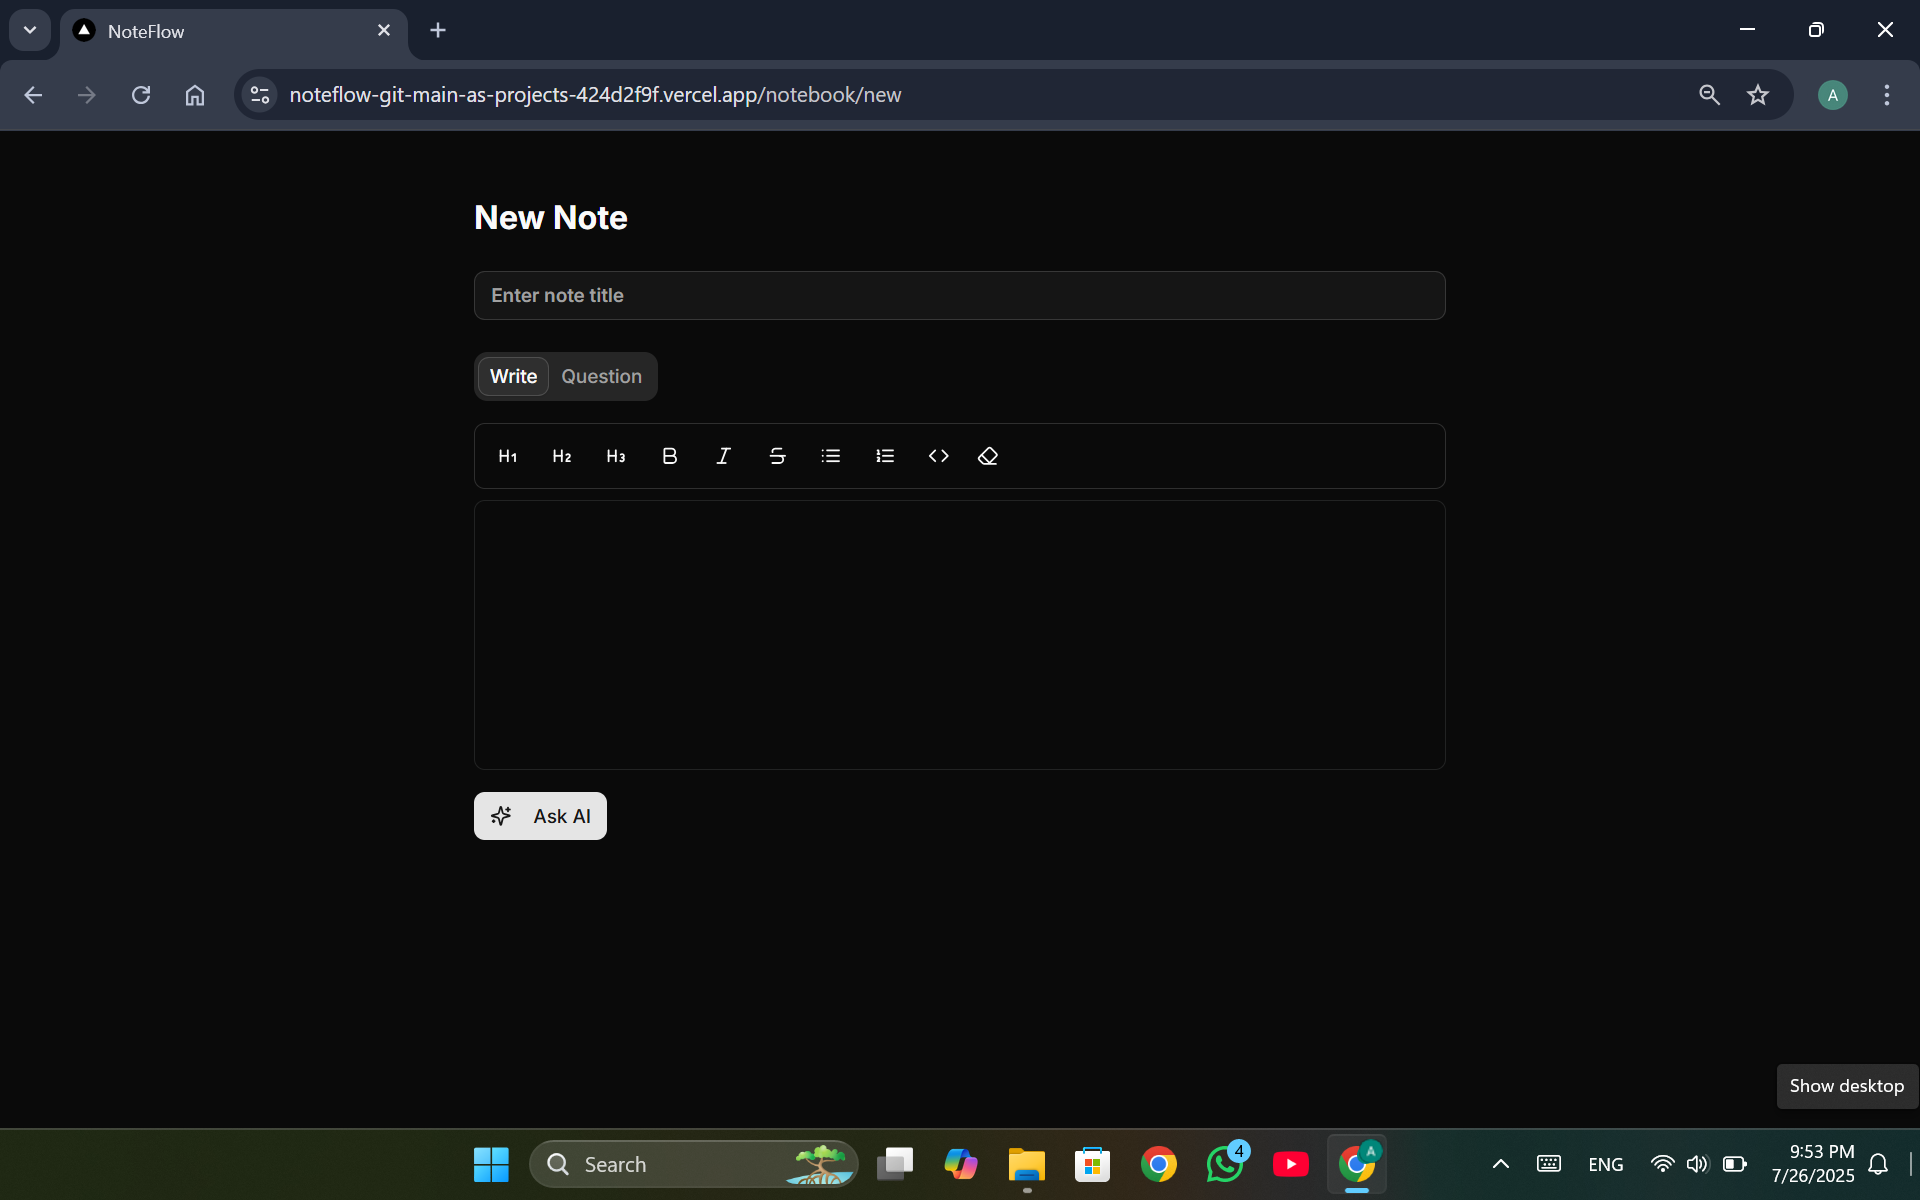 NoteFlow
noteflow-git-main-as-projects-424d2f9f.vercel.app/notebook/new
A
New Note
Enter note title
Write Question
H1 H2 H3 B I S
Ask AI
Show desktop
Search
4
A
ENG
9:53 PM
7/26/2025